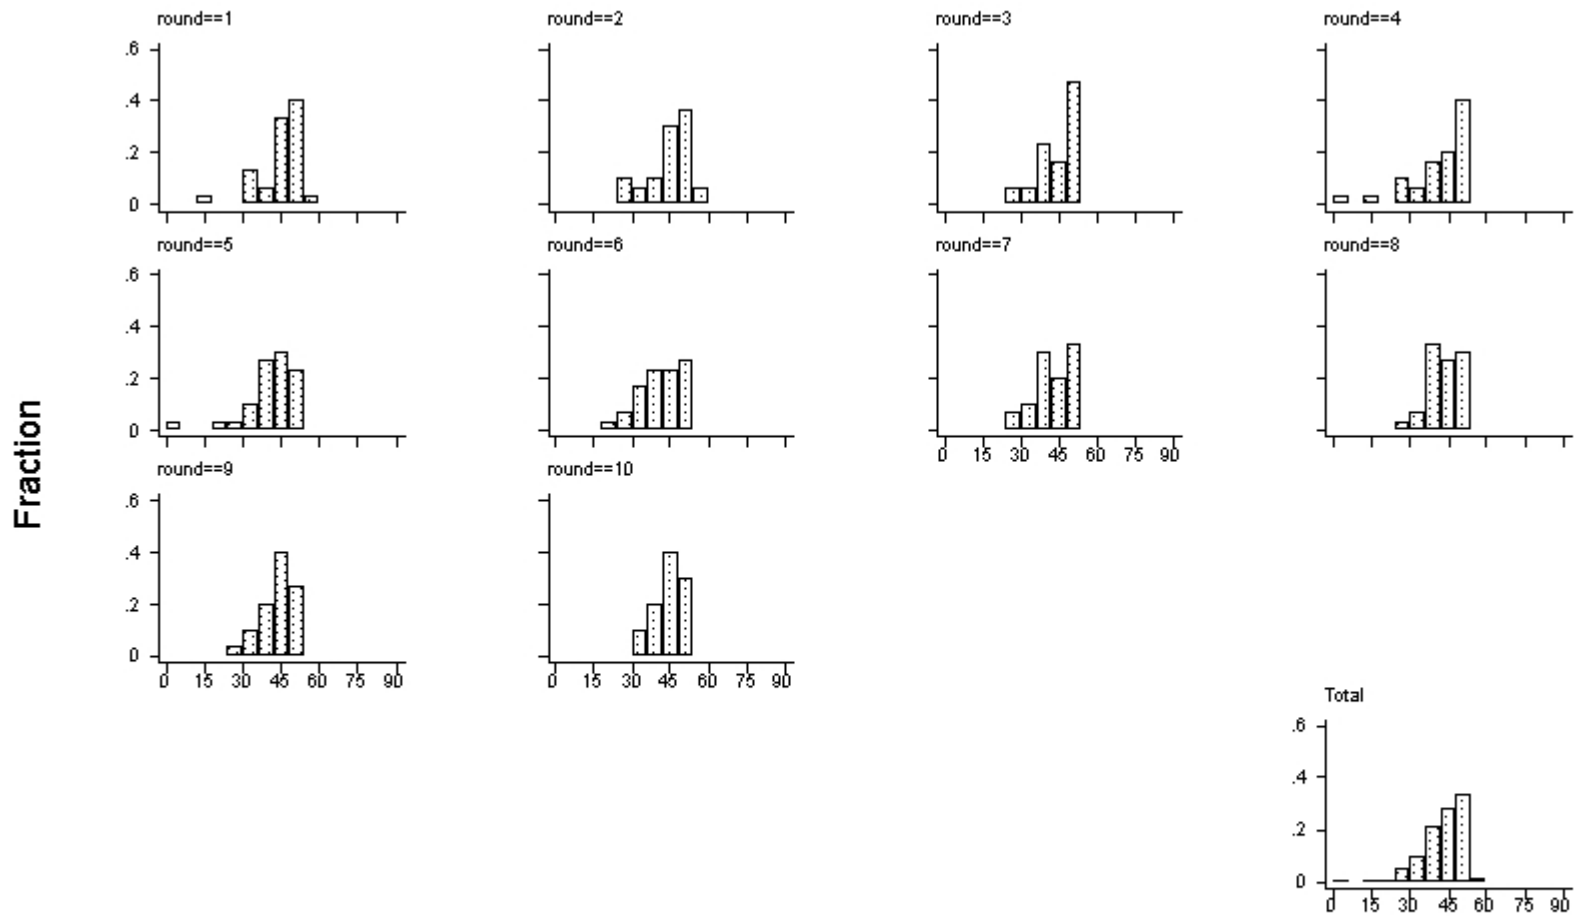 round==1 round==2 round==3 round==4
.6
.4
.2
0
round==5 round==6 round==7 round==8
.6
.4
.2
0
0 15 30 45 60 75 90
Fraction
round==9 round==10
.6
.4
.2
0
0 15 30 45 60 75 90 0 15 30 45 60 75 90
Total
.6
.4
.2
0
0 15 30 45 60 75 90